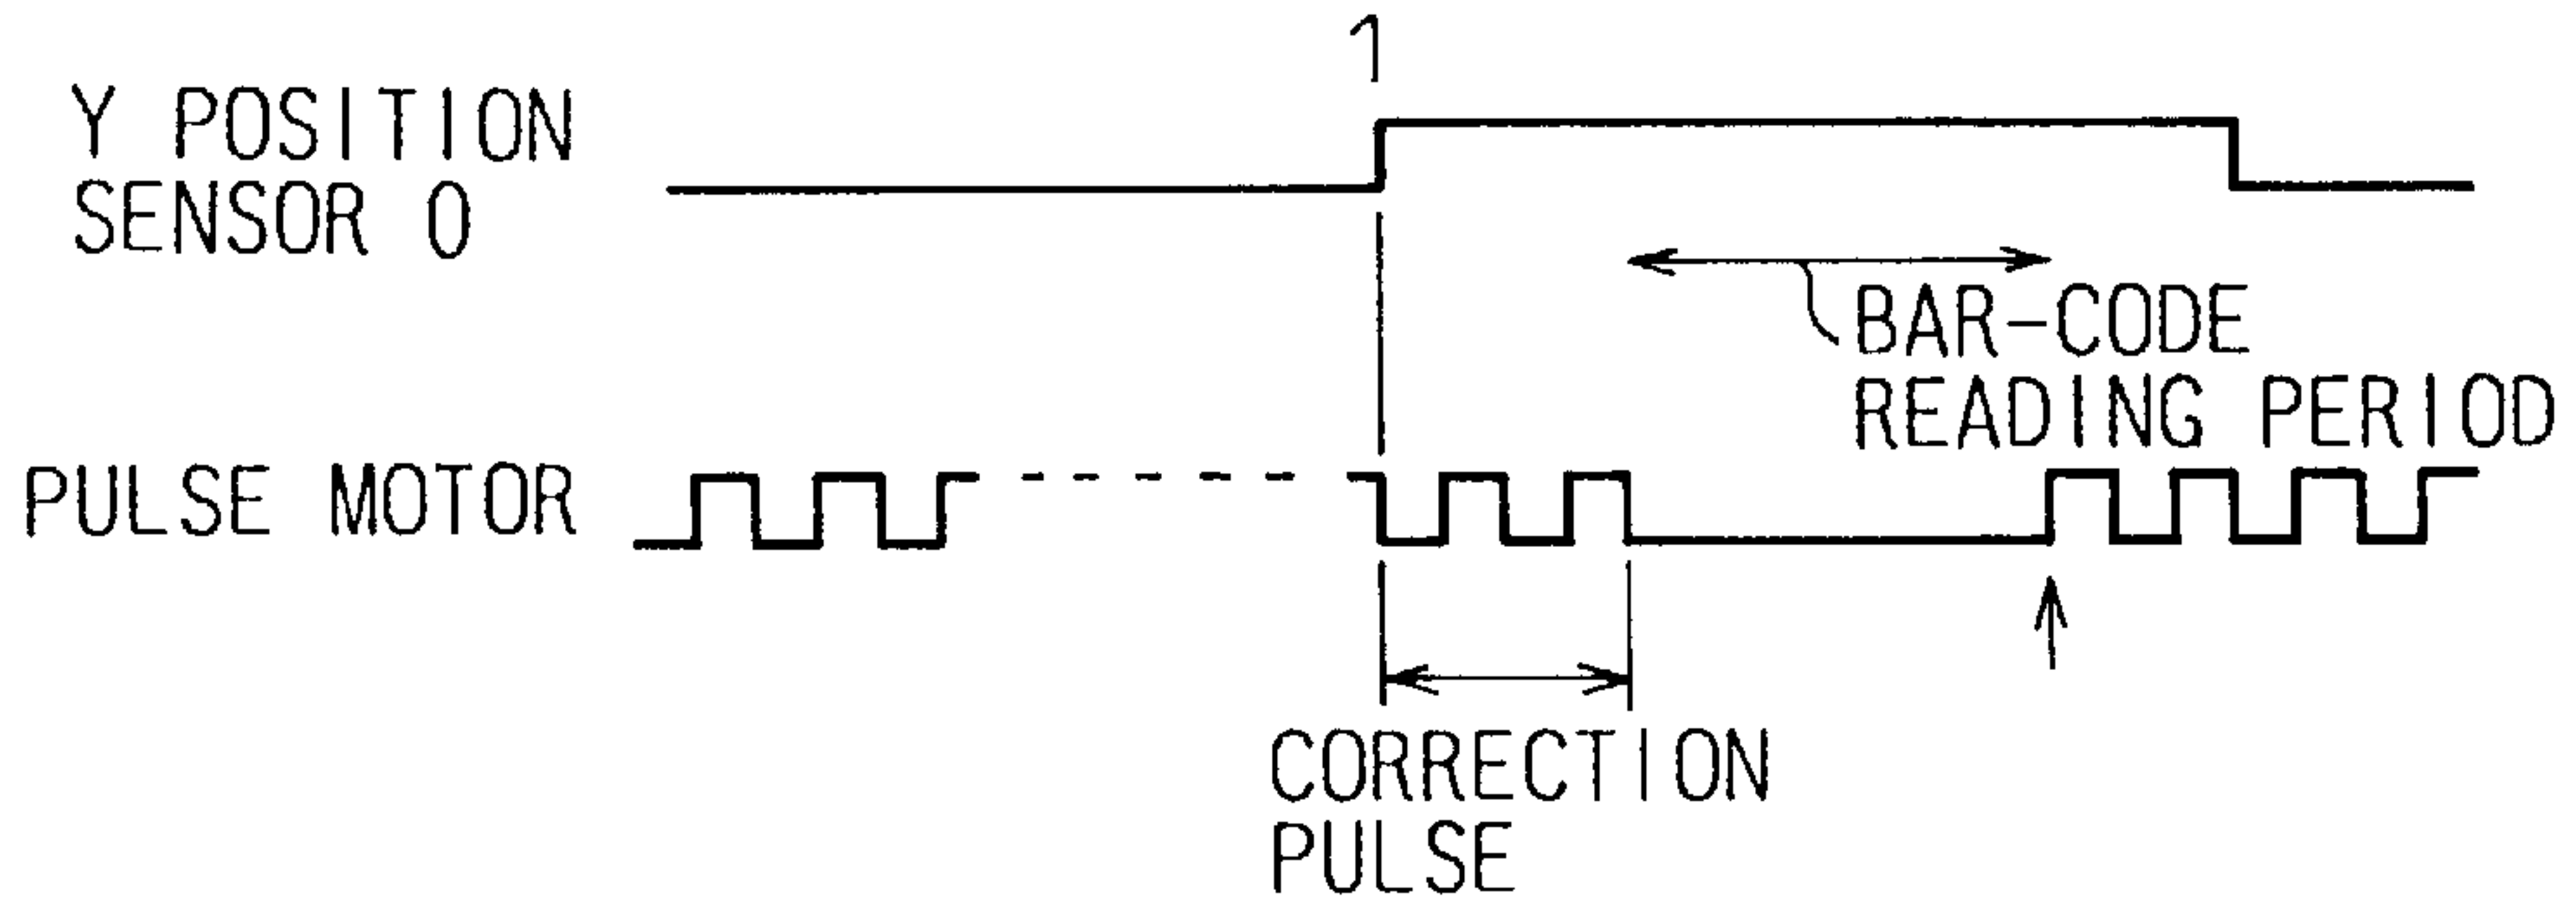 1
Y POSITION
SENSOR 0
BAR-CODE
READING PERIOD
PULSE MOTOR
CORRECTION
PULSE